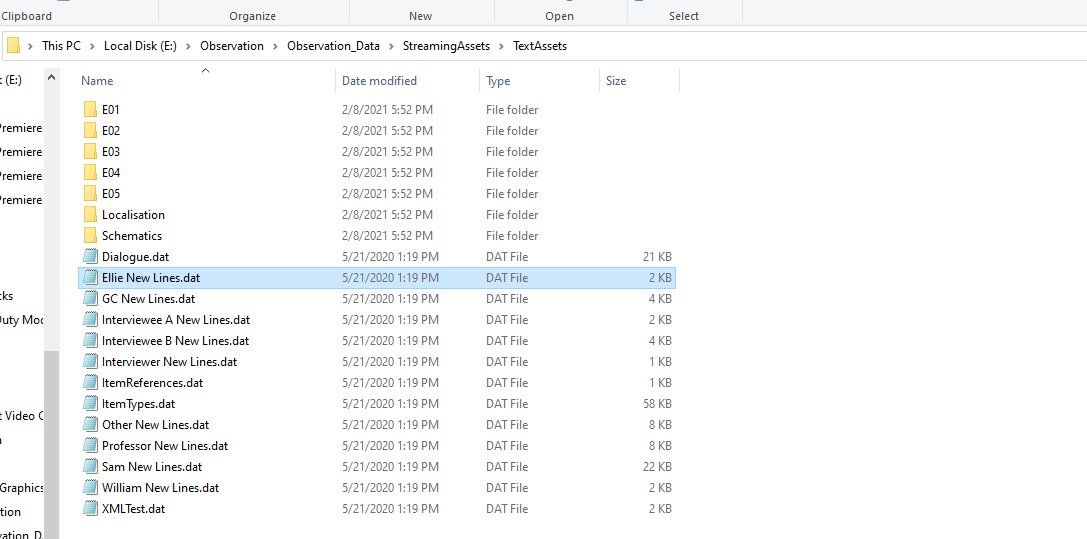 Clipboard Organize New Open Select
This PC > Local Disk (E:) > Observation > Observation_Data > StreamingAssets > TextAssets
(E:) Name Date modified Type Size
E01 2/8/2021 5:52 PM File folder
Premiere E02 2/8/2021 5:52 PM File folder
Premiere E03 2/8/2021 5:52 PM File folder
Premiere E04 2/8/2021 5:52 PM File folder
Premiere E05 2/8/2021 5:52 PM File folder
Localisation 2/8/2021 5:52 PM File folder
Schematics 2/8/2021 5:52 PM File folder
Dialogue.dat 5/21/2020 1:19 PM DAT File 21 KB
Ellie New Lines.dat 5/21/2020 1:19 PM DAT File 2 KB
cks GC New Lines.dat 5/21/2020 1:19 PM DAT File 4 KB
Duty Mod Interviewee A New Lines.dat 5/21/2020 1:19 PM DAT File 2 KB
Interviewee B New Lines.dat 5/21/2020 1:19 PM DAT File 4 KB
Interviewer New Lines.dat 5/21/2020 1:19 PM DAT File 1 KB
ItemReferences.dat 5/21/2020 1:19 PM DAT File 1 KB
ItemTypes.dat 5/21/2020 1:19 PM DAT File 58 KB
t Video Other New Lines.dat 5/21/2020 1:19 PM DAT File 8 KB
Professor New Lines.dat 5/21/2020 1:19 PM DAT File 8 KB
Sam New Lines.dat 5/21/2020 1:19 PM DAT File 22 KB
Graphics William New Lines.dat 5/21/2020 1:19 PM DAT File 2 KB
tion XMLTest.dat 5/21/2020 1:19 PM DAT File 2 KB